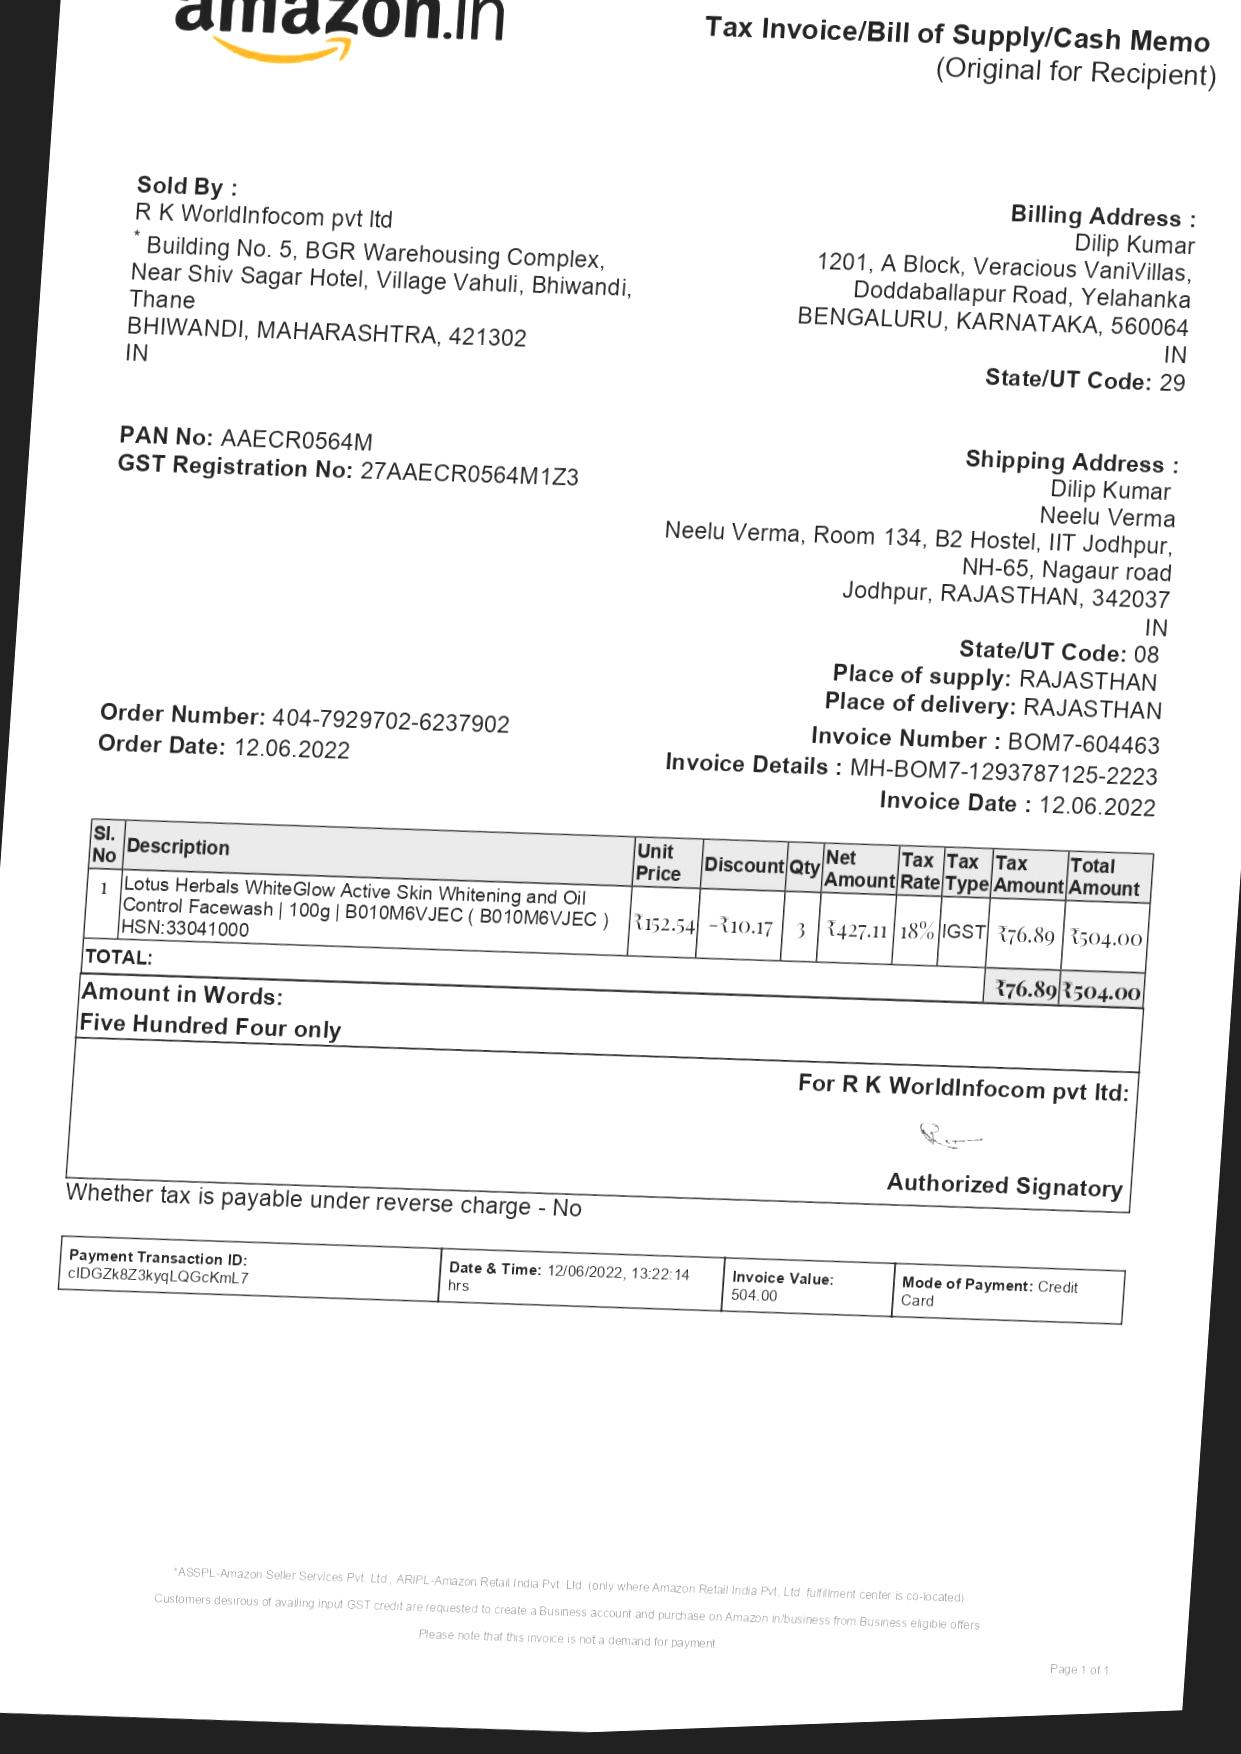 amazon.in
Tax Invoice/Bill of Supply/Cash Memo
(Original for Recipient)
Sold By :
R K WorldInfocom pvt ltd
* Building No. 5, BGR Warehousing Complex,
Near Shiv Sagar Hotel, Village Vahuli, Bhiwandi,
Thane
BHIWANDI, MAHARASHTRA, 421302
IN
Billing Address :
Dilip Kumar
1201, A Block, Veracious VaniVillas,
Doddaballapur Road, Yelahanka
BENGALURU, KARNATAKA, 560064
IN
State/UT Code: 29
PAN No: AAECR0564M
GST Registration No: 27AAECR0564M1Z3
Shipping Address :
Dilip Kumar
Neelu Verma
Neelu Verma, Room 134, B2 Hostel, IIT Jodhpur,
NH-65, Nagaur road
Jodhpur, RAJASTHAN, 342037
IN
State/UT Code: 08
Place of supply: RAJASTHAN
Place of delivery: RAJASTHAN
Order Number: 404-7929702-6237902
Order Date: 12.06.2022
Invoice Number : BOM7-604463
Invoice Details : MH-BOM7-1293787125-2223
Invoice Date : 12.06.2022
Sl. No Description Unit Price Discount Qty Net Amount Tax Rate Tax Type Tax Amount Total Amount
1 Lotus Herbals WhiteGlow Active Skin Whitening and Oil
Control Facewash | 100g | B010M6VJEC ( B010M6VJEC )
HSN:33041000
₹152.54 -₹10.17 3 ₹427.11 18% IGST ₹76.89 ₹504.00
TOTAL: ₹76.89 ₹504.00
Amount in Words:
Five Hundred Four only
For R K WorldInfocom pvt ltd:
Authorized Signatory
Whether tax is payable under reverse charge - No
Payment Transaction ID:
cIDGZk8Z3kyqLQGcKmL7
Date & Time: 12/06/2022, 13:22:14
hrs
Invoice Value:
504.00
Mode of Payment: Credit
Card
*ASSPL-Amazon Seller Services Pvt. Ltd., ARIPL-Amazon Retail India Pvt. Ltd. (only where Amazon Retail India Pvt. Ltd. fulfillment center is co-located)
Customers desirous of availing input GST credit are requested to create a Business account and purchase on Amazon.in/business from Business eligible offers
Please note that this invoice is not a demand for payment
Page 1 of 1